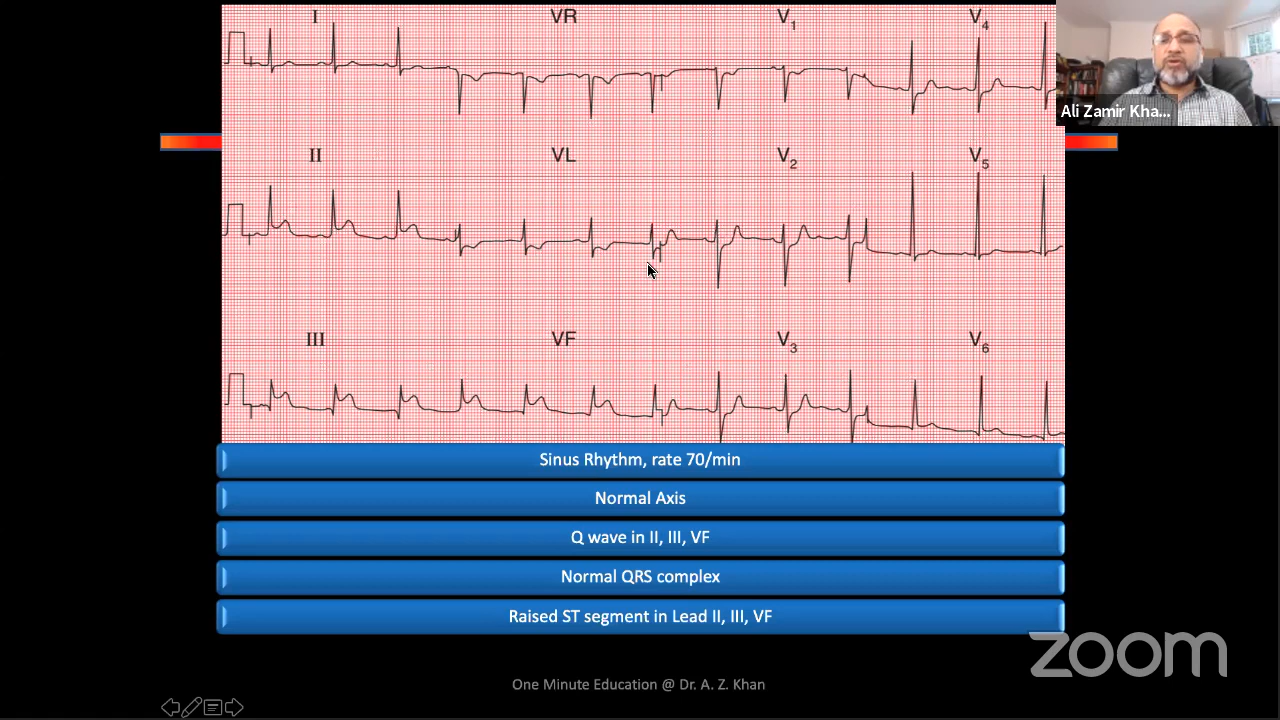 I VR V1 V4
Ali Zamir Kha...
II VL V2 V5
III VF V3 V6
Sinus Rhythm, rate 70/min
Normal Axis
Q wave in II, III, VF
Normal QRS complex
Raised ST segment in Lead II, III, VF
zoom
One Minute Education @ Dr. A. Z. Khan